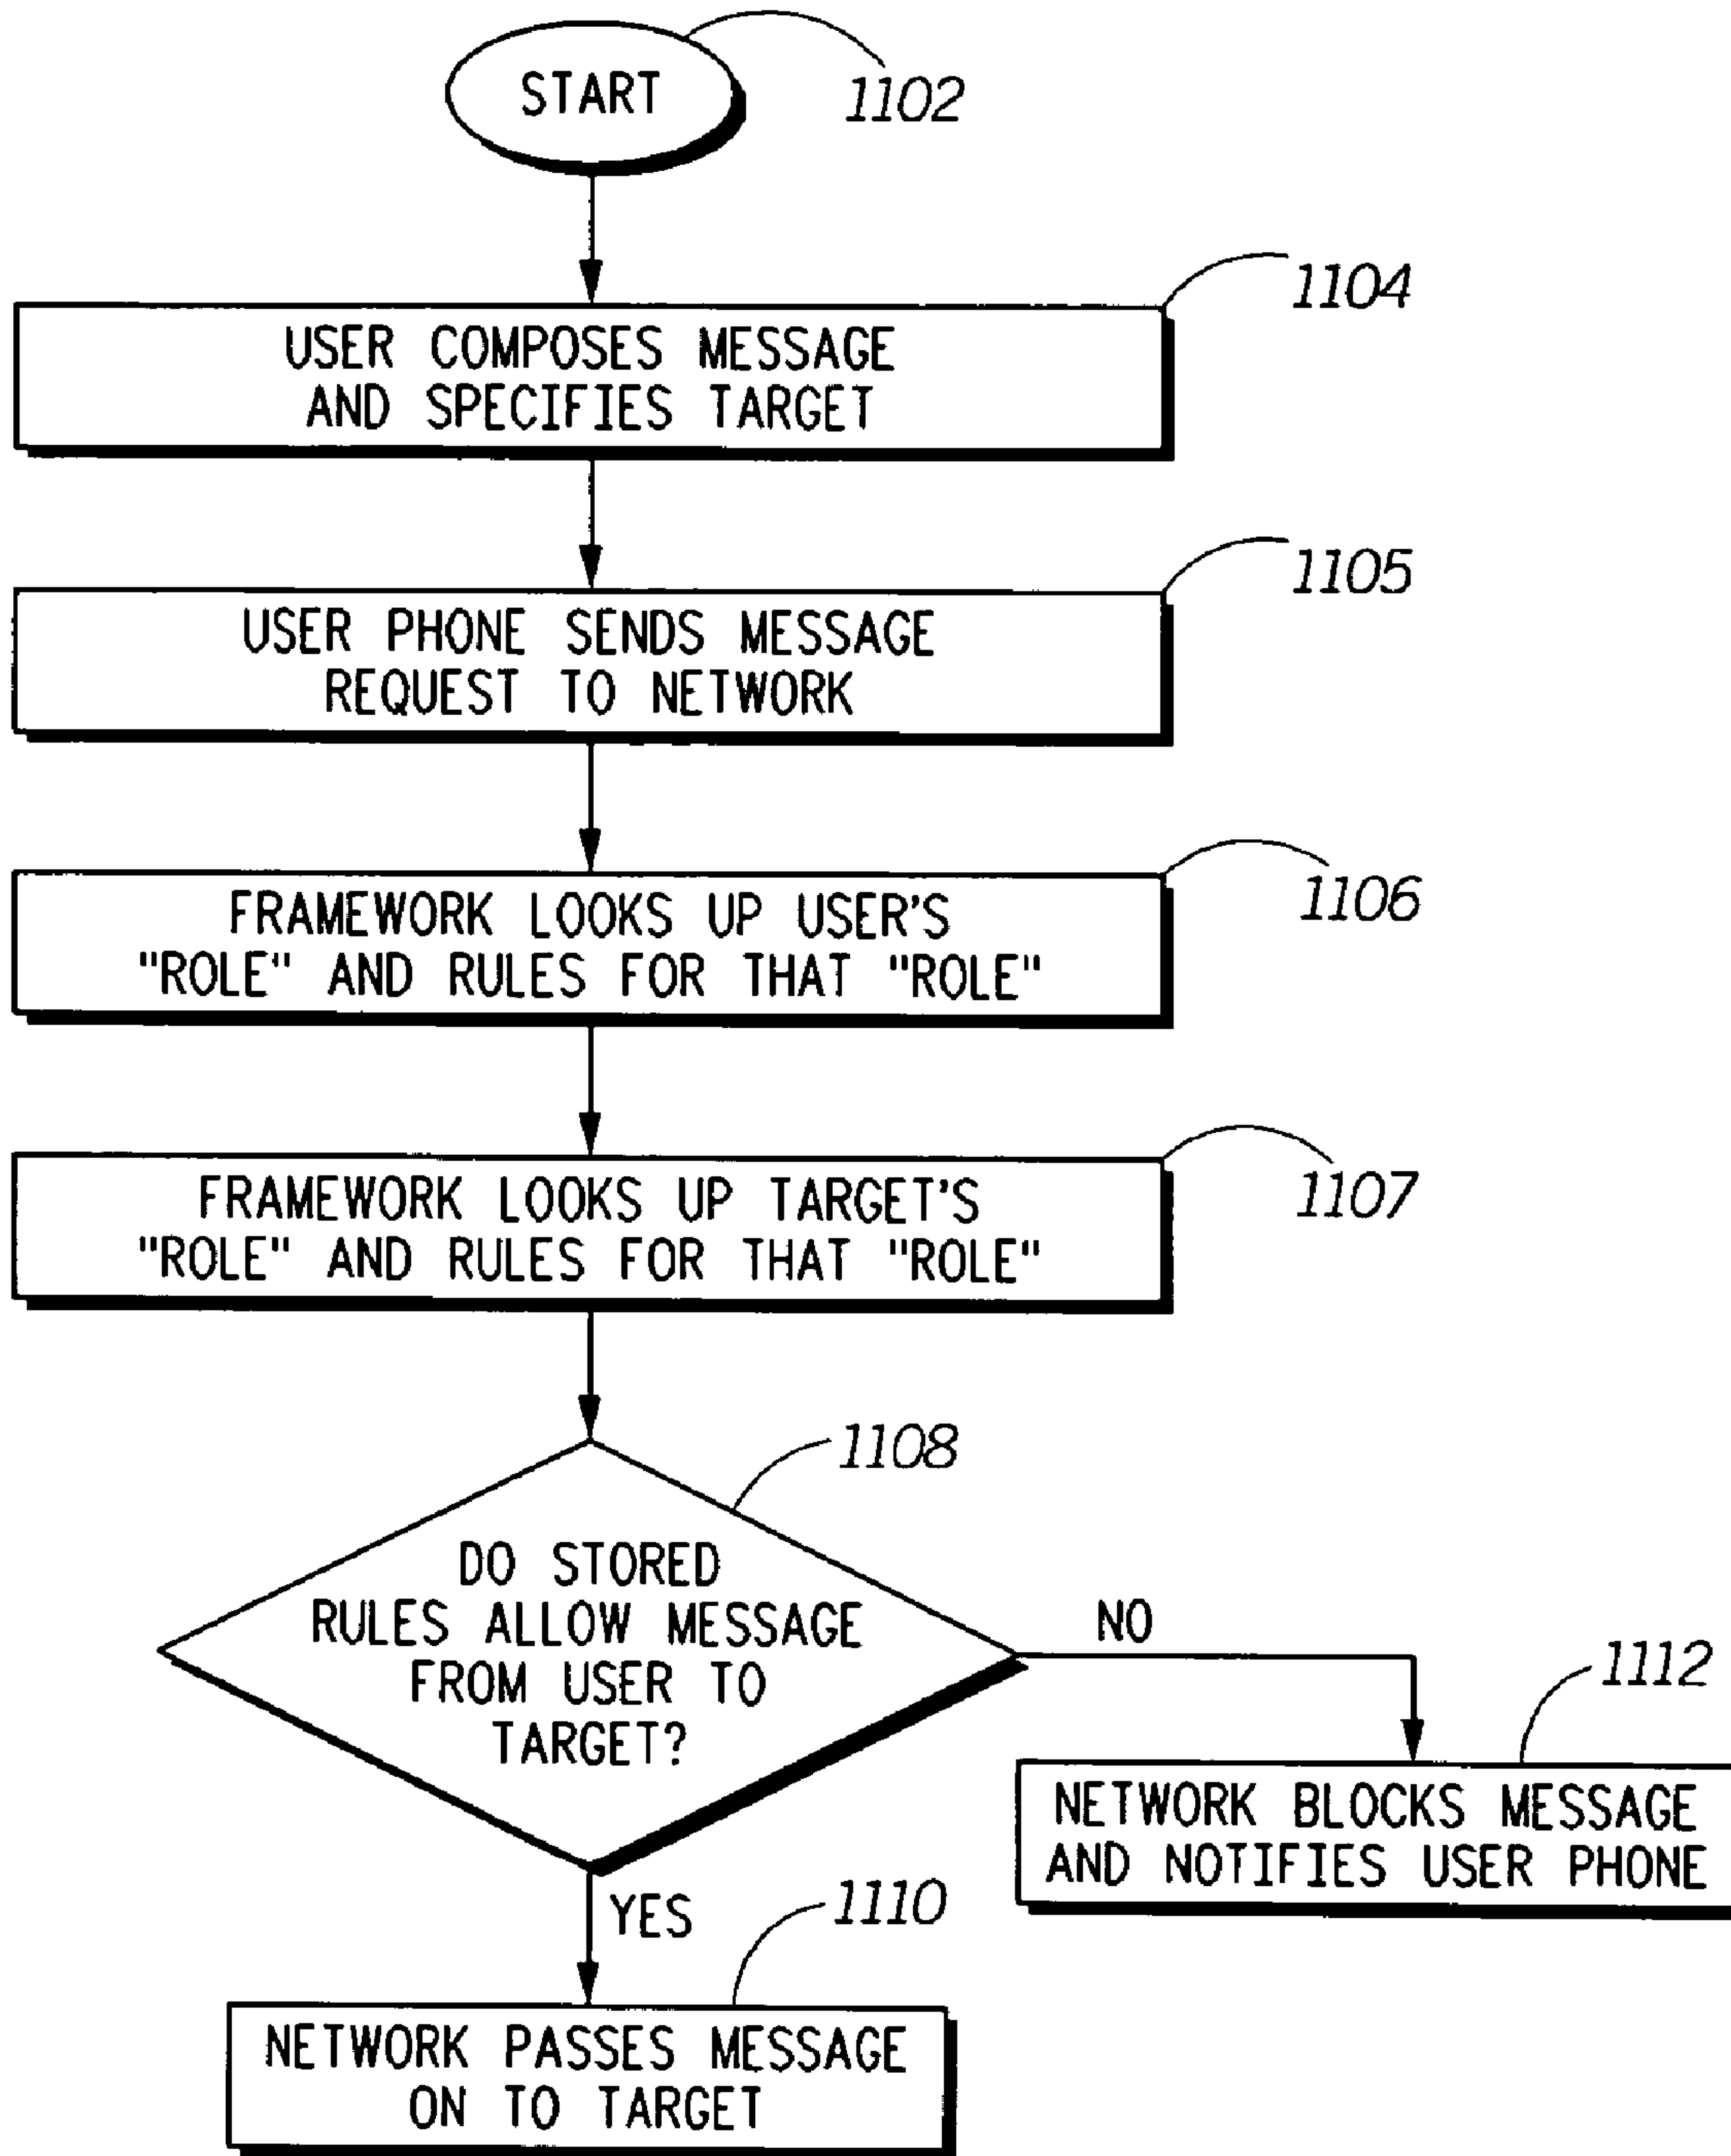 START
1102
1104
USER COMPOSES MESSAGE
AND SPECIFIES TARGET
1105
USER PHONE SENDS MESSAGE
REQUEST TO NETWORK
1106
FRAMEWORK LOOKS UP USER'S
"ROLE" AND RULES FOR THAT "ROLE"
1107
FRAMEWORK LOOKS UP TARGET'S
"ROLE" AND RULES FOR THAT "ROLE"
1108
DO STORED
RULES ALLOW MESSAGE
FROM USER TO
TARGET?
NO
1112
NETWORK BLOCKS MESSAGE
AND NOTIFIES USER PHONE
YES
1110
NETWORK PASSES MESSAGE
ON TO TARGET